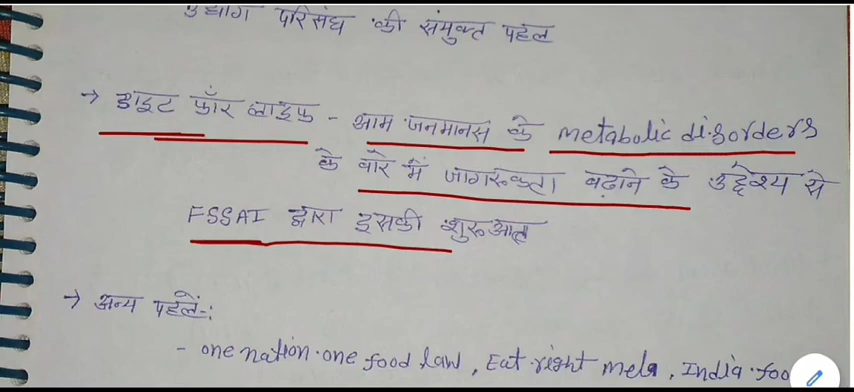 उद्योग परिसंघ की संयुक्त पहल
→ डाइट फॉर लाइफ - आम जनमानस के metabolic disorders
के बारे में जागरूकता बढ़ाने के उद्देश्य से
FSSAI द्वारा इसकी शुरूआत
→ अन्य पहलें-:
- one nation.one food law, Eat.right mela, India.foo